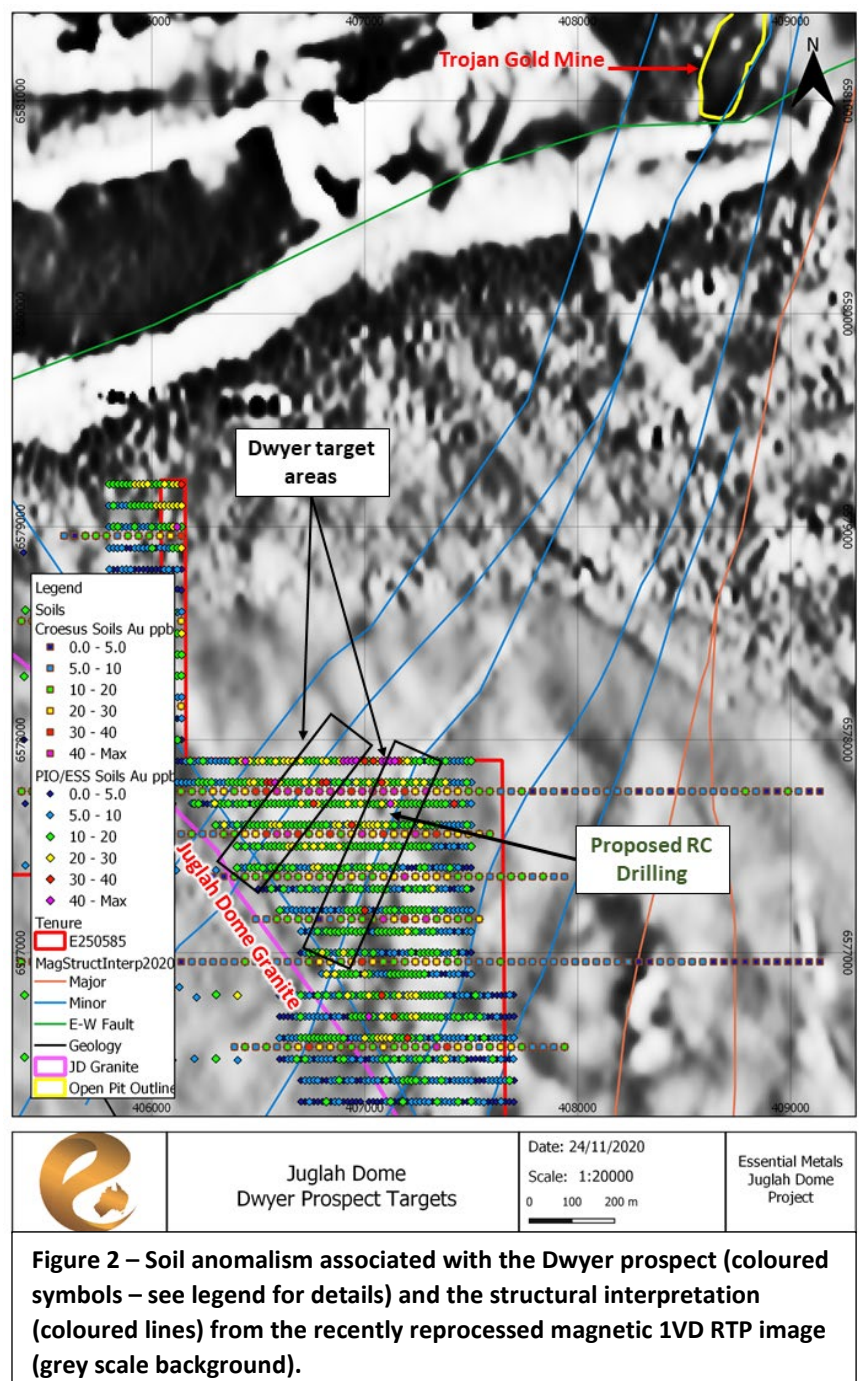 406000
407000
408000
409000
N
Trojan Gold Mine
6581000
6581000
6580000
Dwyer target
areas
6579000
6579000
Legend
Soils
Croesus Soils Au ppb
0.0 - 5.0
5.0 - 10
10 - 20
20 - 30
30 - 40
40 - Max
PIO/ESS Soils Au ppb
0.0 - 5.0
5.0 - 10
10 - 20
20 - 30
30 - 40
40 - Max
Tenure
E250585
MagStructInterp2020
Major
Minor
E-W Fault
Geology
JD Granite
Open Pit Outline
6578000
6578000
Proposed RC
Drilling
Juglah Dome Granite
6577000
6577000
406000
407000
408000
409000
Juglah Dome
Dwyer Prospect Targets
Date: 24/11/2020
Scale: 1:20000
0 100 200 m
Essential Metals
Juglah Dome
Project
Figure 2 – Soil anomalism associated with the Dwyer prospect (coloured
symbols – see legend for details) and the structural interpretation
(coloured lines) from the recently reprocessed magnetic 1VD RTP image
(grey scale background).